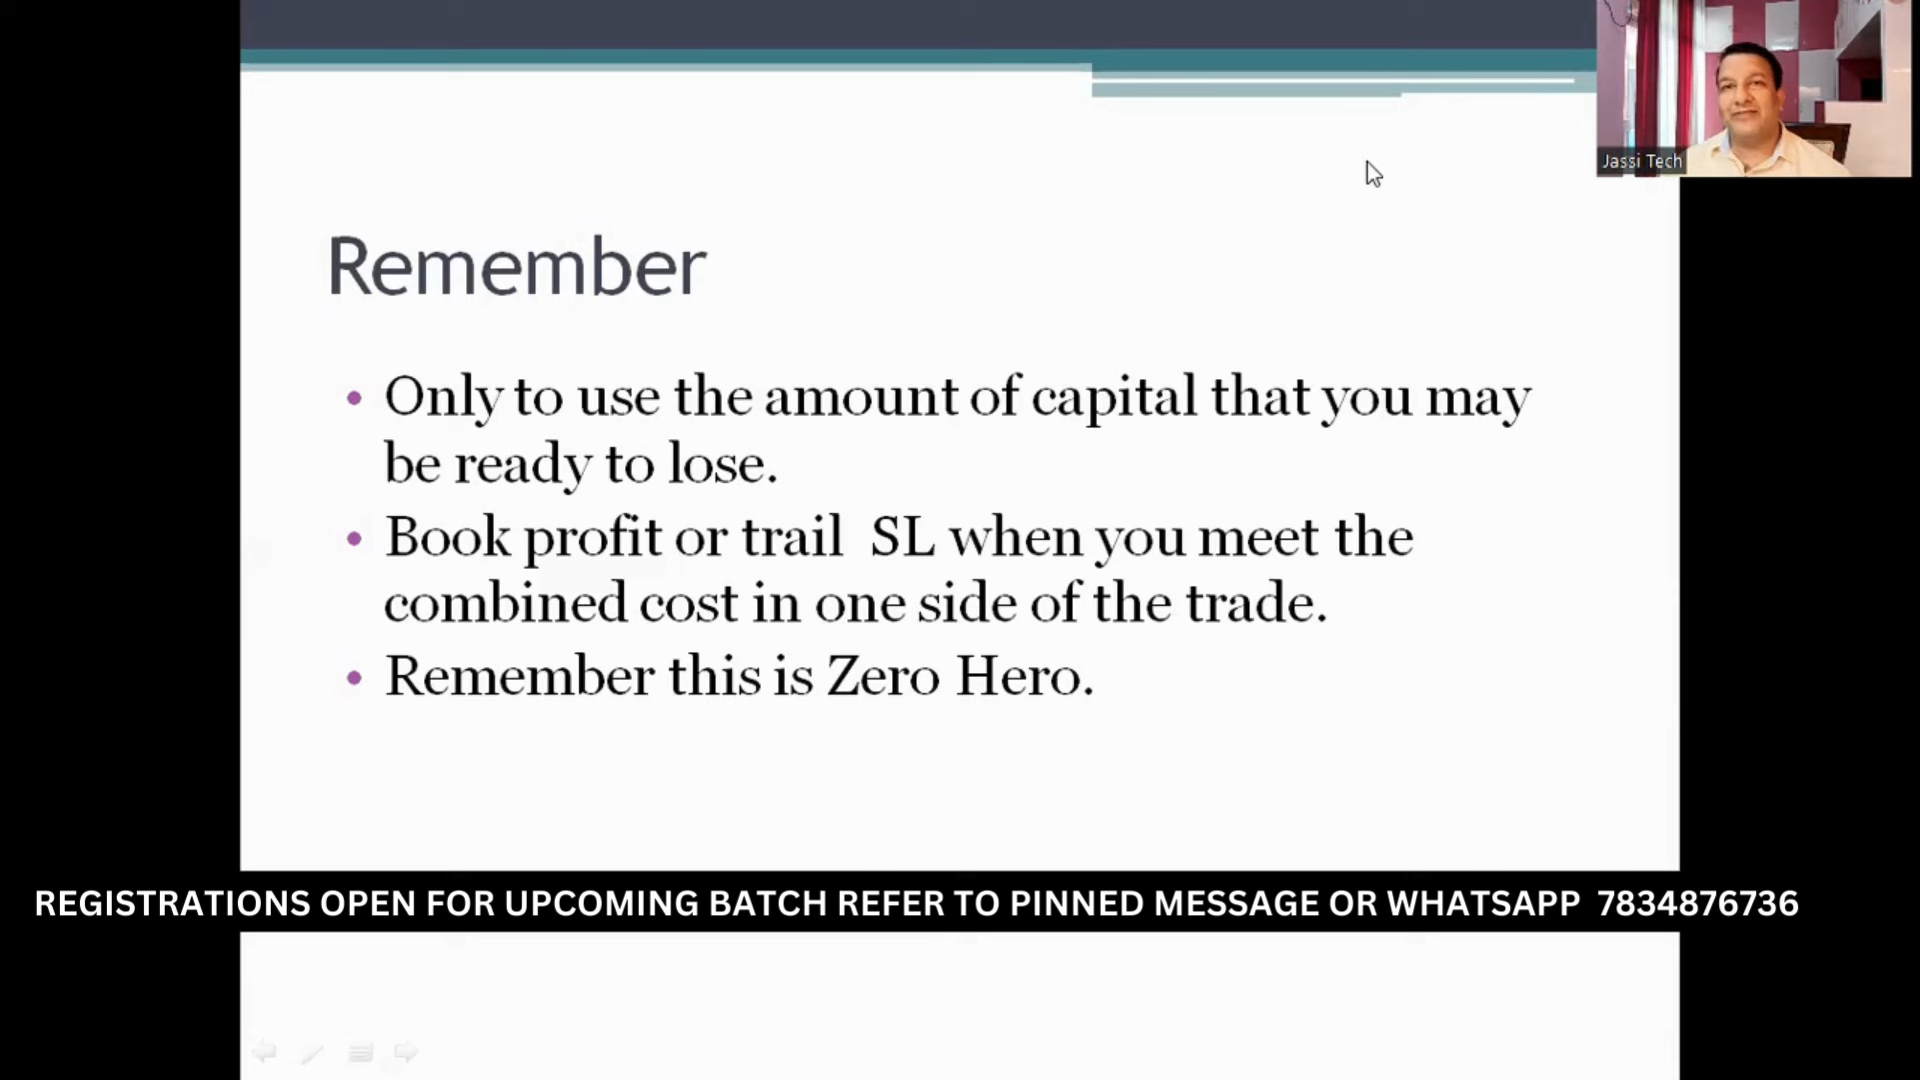 Jassi Tech
Remember
• Only to use the amount of capital that you may
be ready to lose.
• Book profit or trail SL when you meet the
combined cost in one side of the trade.
• Remember this is Zero Hero.
REGISTRATIONS OPEN FOR UPCOMING BATCH REFER TO PINNED MESSAGE OR WHATSAPP 7834876736